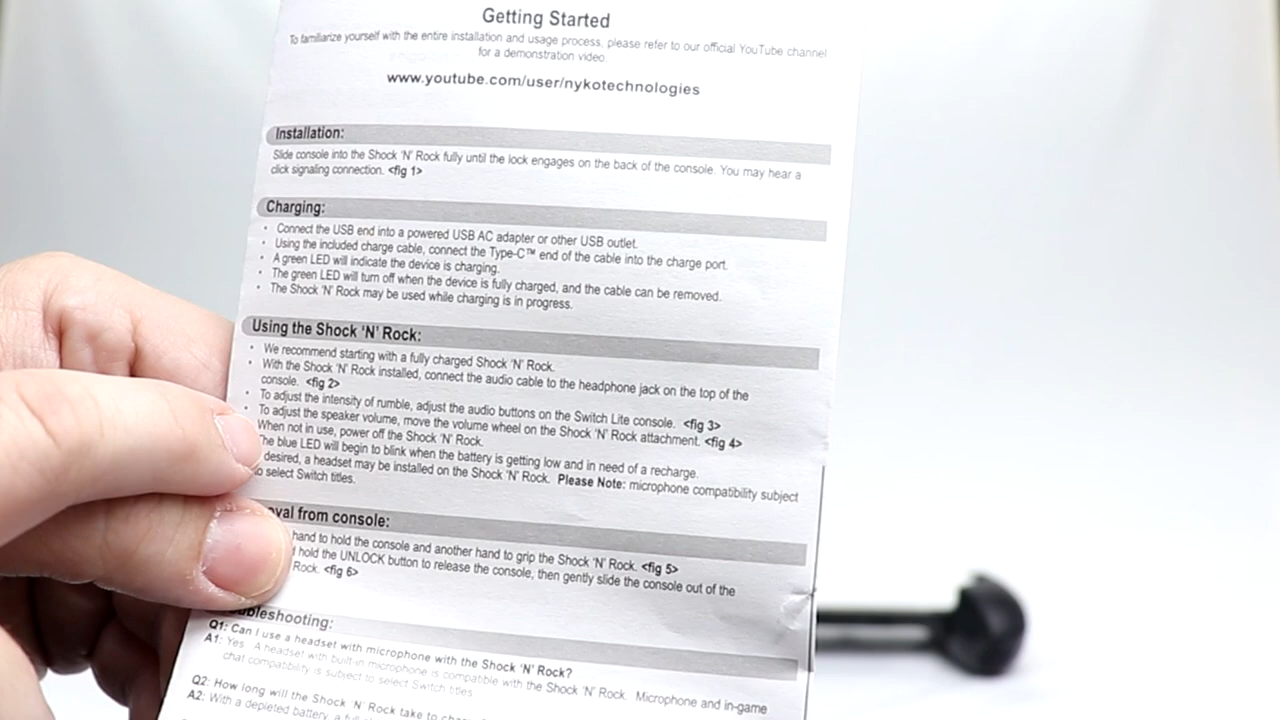 Getting Started
To familiarize yourself with the entire installation and usage process, please refer to our official YouTube channel
for a demonstration video
www.youtube.com/user/nykotechnologies
Installation:
Slide console into the Shock 'N' Rock fully until the lock engages on the back of the console. You may hear a
click signaling connection. <fig 1>
Charging:
• Connect the USB end into a powered USB AC adapter or other USB outlet.
• Using the included charge cable, connect the Type-C™ end of the cable into the charge port.
• A green LED will indicate the device is charging.
• The green LED will turn off when the device is fully charged, and the cable can be removed.
• The Shock 'N' Rock may be used while charging is in progress.
Using the Shock 'N' Rock:
• We recommend starting with a fully charged Shock 'N' Rock.
• With the Shock 'N' Rock installed, connect the audio cable to the headphone jack on the top of the
console. <fig 2>
• To adjust the intensity of rumble, adjust the audio buttons on the Switch Lite console. <fig 3>
• To adjust the speaker volume, move the volume wheel on the Shock 'N' Rock attachment. <fig 4>
When not in use, power off the Shock 'N' Rock.
The blue LED will begin to blink when the battery is getting low and in need of a recharge.
desired, a headset may be installed on the Shock 'N' Rock. Please Note: microphone compatibility subject
to select Switch titles.
oval from console:
hand to hold the console and another hand to grip the Shock 'N' Rock. <fig 5>
hold the UNLOCK button to release the console, then gently slide the console out of the
Rock. <fig 6>
ubleshooting:
Q1: Can I use a headset with microphone with the Shock 'N' Rock?
A1: Yes. A headset with built-in microphone is compatible with the Shock 'N' Rock. Microphone and in-game
chat compatibility is subject to select Switch titles
Q2: How long will the Shock 'N' Rock take to
A2: With a depleted battery, a